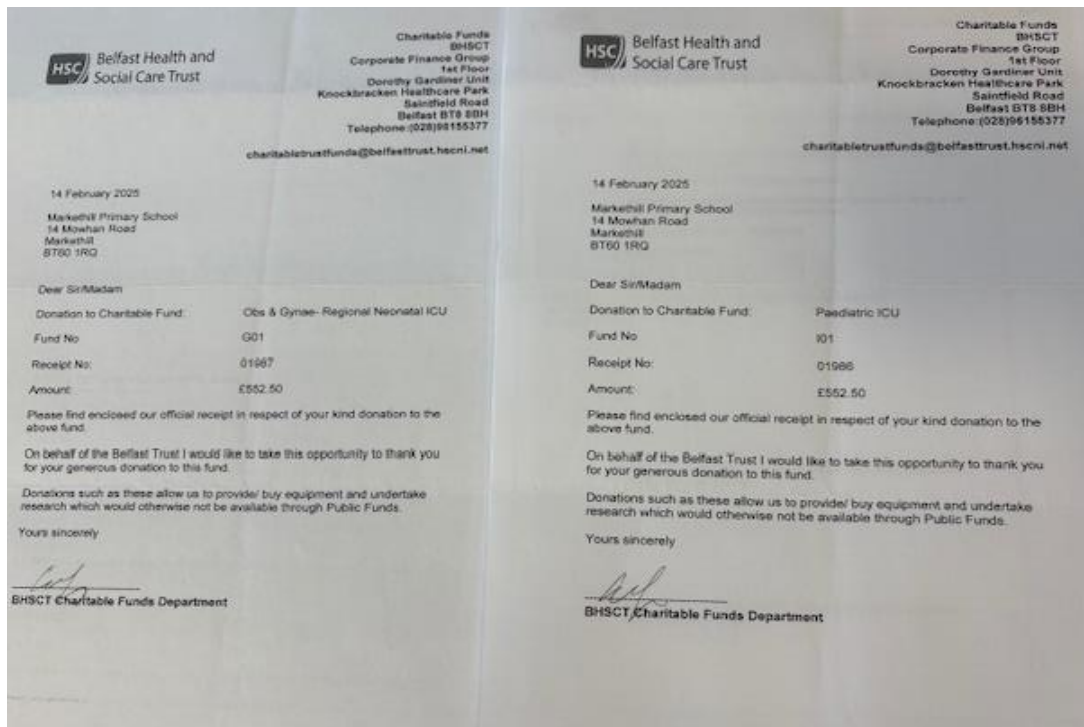 HSC
Belfast Health and
Social Care Trust
Charitable Funds
BHSCT
Corporate Finance Group
1st Floor
Dorothy Gardiner Unit
Knockbracken Healthcare Park
Saintfield Road
Belfast BT8 8BH
Telephone:(028)96155377
charitabletrustfunds@belfasttrust.hscni.net
14 February 2025
Markethill Primary School
14 Mowhan Road
Markethill
BT60 1RQ
Dear Sir/Madam
Donation to Charitable Fund: Obs & Gynae- Regional Neonatal ICU
Fund No G01
Receipt No: 01987
Amount: £552.50
Please find enclosed our official receipt in respect of your kind donation to the
above fund.
On behalf of the Belfast Trust I would like to take this opportunity to thank you
for your generous donation to this fund.
Donations such as these allow us to provide/ buy equipment and undertake
research which would otherwise not be available through Public Funds.
Yours sincerely
BHSCT Charitable Funds Department
HSC
Belfast Health and
Social Care Trust
Charitable Funds
BHSCT
Corporate Finance Group
1st Floor
Dorothy Gardiner Unit
Knockbracken Healthcare Park
Saintfield Road
Belfast BT8 8BH
Telephone:(028)96155377
charitabletrustfunds@belfasttrust.hscni.net
14 February 2025
Markethill Primary School
14 Mowhan Road
Markethill
BT60 1RQ
Dear Sir/Madam
Donation to Charitable Fund: Paediatric ICU
Fund No I01
Receipt No: 01986
Amount: £552.50
Please find enclosed our official receipt in respect of your kind donation to the
above fund.
On behalf of the Belfast Trust I would like to take this opportunity to thank you
for your generous donation to this fund.
Donations such as these allow us to provide/ buy equipment and undertake
research which would otherwise not be available through Public Funds.
Yours sincerely
BHSCT Charitable Funds Department